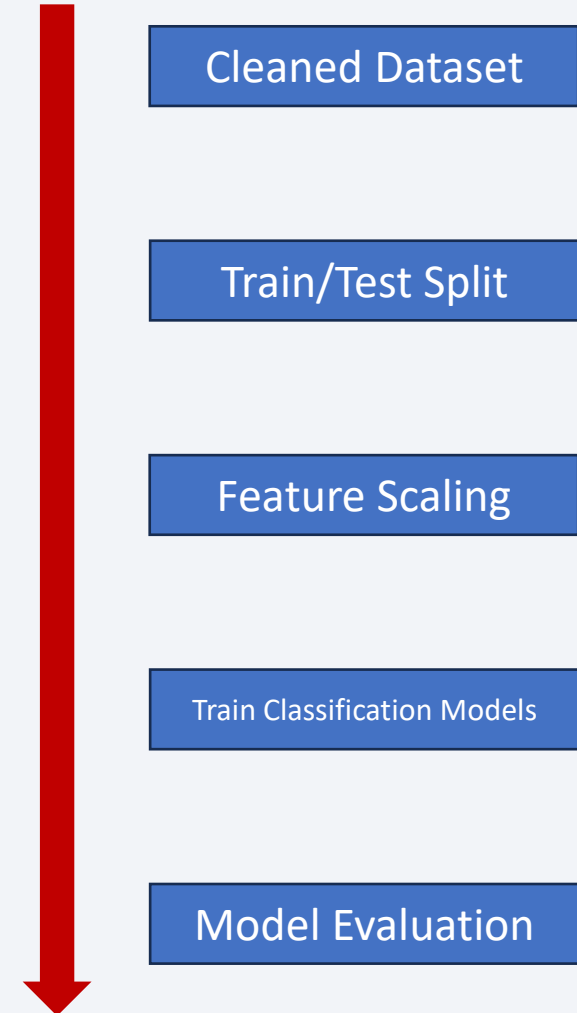 Cleaned Dataset
Train/Test Split
Feature Scaling
Train Classification Models
Model Evaluation